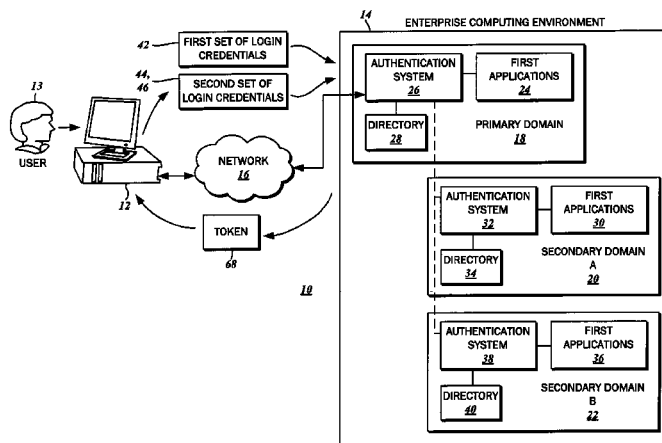 ENTERPRISE COMPUTING ENVIRONMENT
14
42
FIRST SET OF LOGIN
CREDENTIALS
44,
46
SECOND SET OF
LOGIN CREDENTIALS
13
USER
12
NETWORK
16
TOKEN
68
10
AUTHENTICATION
SYSTEM
26
FIRST
APPLICATIONS
24
DIRECTORY
28
PRIMARY DOMAIN
18
AUTHENTICATION
SYSTEM
32
FIRST
APPLICATIONS
30
DIRECTORY
34
SECONDARY DOMAIN
A
20
AUTHENTICATION
SYSTEM
38
FIRST
APPLICATIONS
36
DIRECTORY
40
SECONDARY DOMAIN
B
22